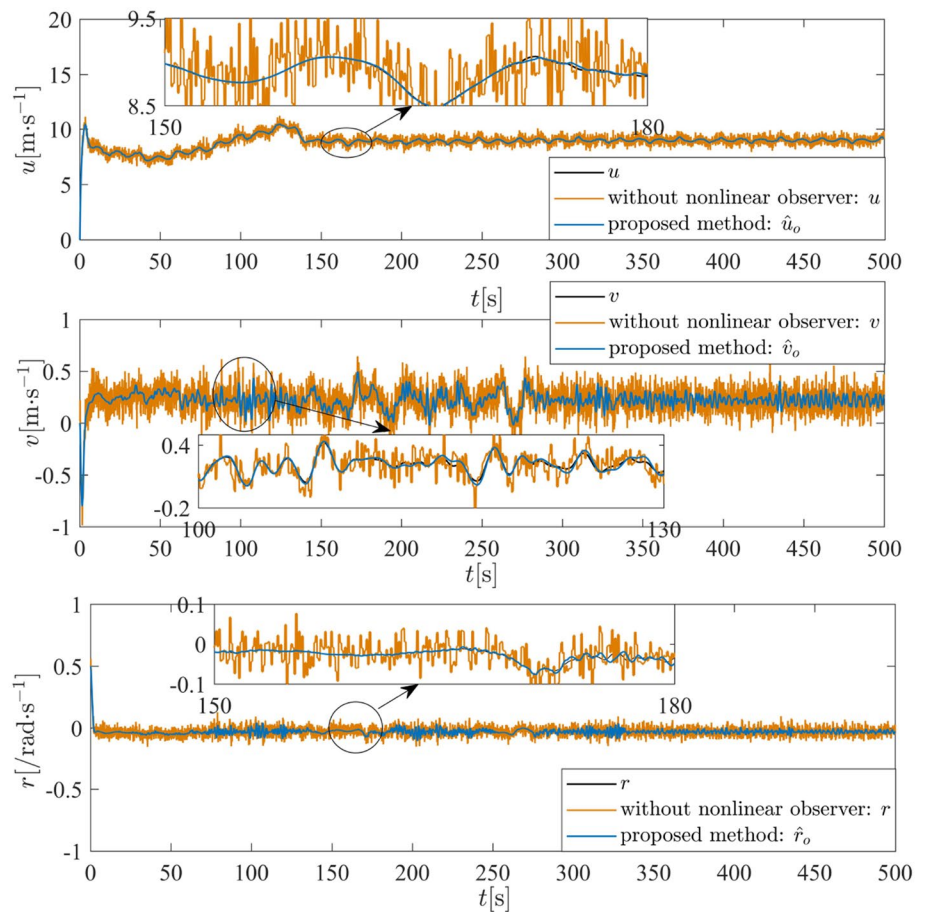 20
15
10
5
0
u[m·s⁻¹]
9.5
8.5
150
180
u
without nonlinear observer: u
proposed method: û_o
0 50 100 150 200 250 300 350 400 450 500
t[s]
v
without nonlinear observer: v
proposed method: v̂_o
1
0.5
0
-0.5
-1
v[m·s⁻¹]
0.4
-0.2
100
130
0 50 100 150 200 250 300 350 400 450 500
t[s]
1
0.5
0
-0.5
-1
r[/rad·s⁻¹]
0.1
0
-0.1
150
180
r
without nonlinear observer: r
proposed method: r̂_o
0 50 100 150 200 250 300 350 400 450 500
t[s]